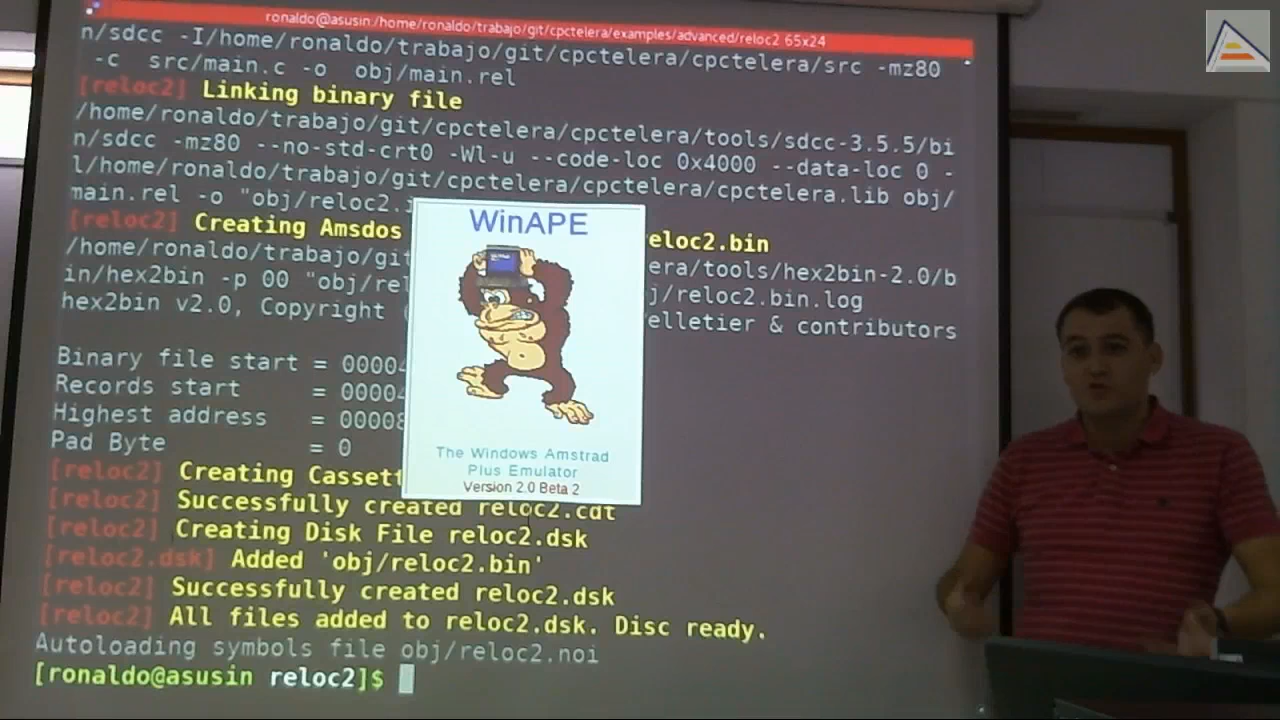 ronaldo@asusin:/home/ronaldo/trabajo/git/cpctelera/examples/advanced/reloc2 65x24
n/sdcc -I/home/ronaldo/trabajo/git/cpctelera/cpctelera/src -mz80
-c src/main.c -o obj/main.rel
[reloc2] Linking binary file
/home/ronaldo/trabajo/git/cpctelera/cpctelera/tools/sdcc-3.5.5/bi
n/sdcc -mz80 --no-std-crt0 -Wl-u --code-loc 0x4000 --data-loc 0 -
l/home/ronaldo/trabajo/git/cpctelera/cpctelera/cpctelera.lib obj/
main.rel -o "obj/reloc2.i
[reloc2] Creating Amsdos eloc2.bin
/home/ronaldo/trabajo/git era/tools/hex2bin-2.0/b
in/hex2bin -p 00 "obj/rel j/reloc2.bin.log
hex2bin v2.0, Copyright elletier & contributors
Binary file start = 00004
Records start = 00004
Highest address = 00008
Pad Byte = 0
[reloc2] Creating Cassett
[reloc2] Successfully created reloc2.cdt
[reloc2] Creating Disk File reloc2.dsk
[reloc2.dsk] Added 'obj/reloc2.bin'
[reloc2] Successfully created reloc2.dsk
[reloc2] All files added to reloc2.dsk. Disc ready.
Autoloading symbols file obj/reloc2.noi
[ronaldo@asusin reloc2]$
WinAPE
The Windows Amstrad
Plus Emulator
Version 2.0 Beta 2